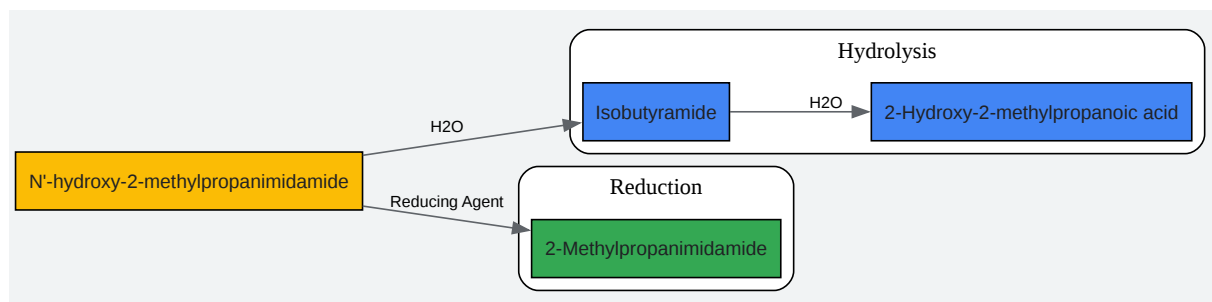 Hydrolysis
Isobutyramide
H2O
2-Hydroxy-2-methylpropanoic acid
H2O
N'-hydroxy-2-methylpropanimidamide
Reduction
Reducing Agent
2-Methylpropanimidamide